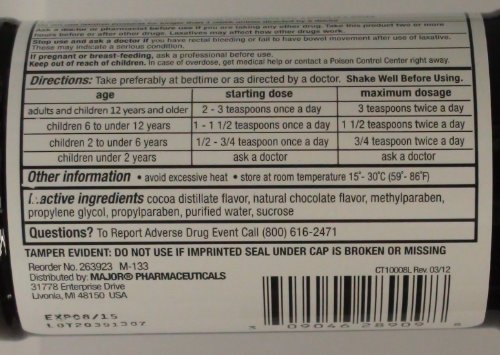 Ask a doctor or pharmacist before use if you are taking any other drug. Take this product two or more
hours before or after other drugs. Laxatives may affect how other drugs work.
Stop use and ask a doctor if you have rectal bleeding or fail to have bowel movement after use of laxative.
These may indicate a serious condition.
If pregnant or breast-feeding, ask a professional before use.
Keep out of reach of children. In case of overdose, get medical help or contact a Poison Control Center right away.
Directions: Take preferably at bedtime or as directed by a doctor. Shake Well Before Using.
age starting dose maximum dosage
adults and children 12 years and older 2 - 3 teaspoons once a day 3 teaspoons twice a day
children 6 to under 12 years 1 - 1 1/2 teaspoons once a day 1 1/2 teaspoons twice a day
children 2 to under 6 years 1/2 - 3/4 teaspoon once a day 3/4 teaspoon twice a day
children under 2 years ask a doctor ask a doctor
Other information • avoid excessive heat • store at room temperature 15°- 30°C (59°- 86°F)
Inactive ingredients cocoa distillate flavor, natural chocolate flavor, methylparaben,
propylene glycol, propylparaben, purified water, sucrose
Questions? To Report Adverse Drug Event Call (800) 616-2471
TAMPER EVIDENT: DO NOT USE IF IMPRINTED SEAL UNDER CAP IS BROKEN OR MISSING
Reorder No. 263923 M-133
Distributed by: MAJOR® PHARMACEUTICALS
31778 Enterprise Drive
Livonia, MI 48150 USA
CT10008L Rev. 03/12
EXP08/15
3 09046 28909